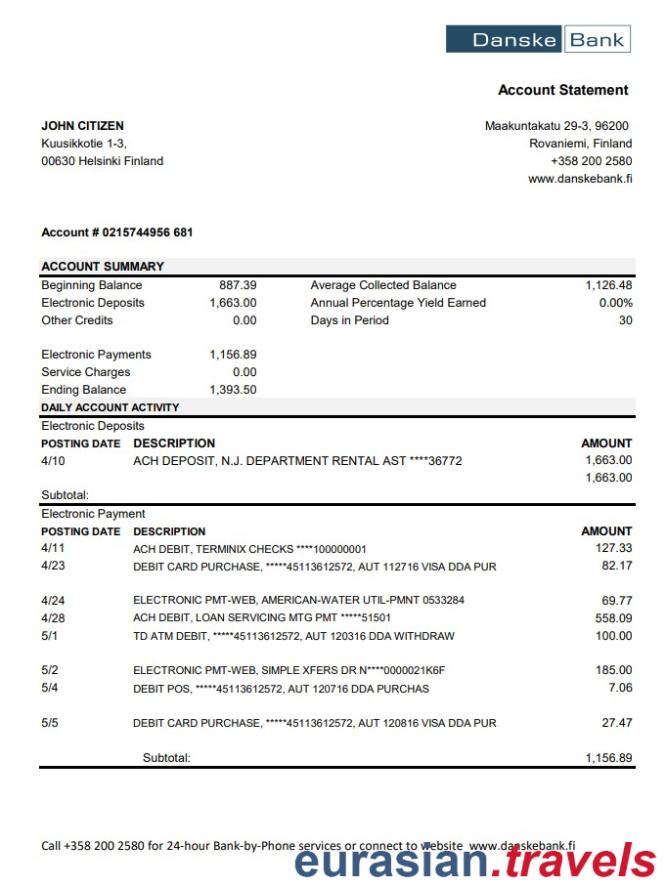 Danske Bank
Account Statement
JOHN CITIZEN
Kuusikkotie 1-3,
00630 Helsinki Finland
Maakuntakatu 29-3, 96200
Rovaniemi, Finland
+358 200 2580
www.danskebank.fi
Account # 0215744956 681
ACCOUNT SUMMARY
Beginning Balance 887.39 Average Collected Balance 1,126.48
Electronic Deposits 1,663.00 Annual Percentage Yield Earned 0.00%
Other Credits 0.00 Days in Period 30
Electronic Payments 1,156.89
Service Charges 0.00
Ending Balance 1,393.50
DAILY ACCOUNT ACTIVITY
Electronic Deposits
POSTING DATE DESCRIPTION AMOUNT
4/10 ACH DEPOSIT, N.J. DEPARTMENT RENTAL AST ****36772 1,663.00
1,663.00
Subtotal:
Electronic Payment
POSTING DATE DESCRIPTION AMOUNT
4/11 ACH DEBIT, TERMINIX CHECKS ****100000001 127.33
4/23 DEBIT CARD PURCHASE, *****45113612572, AUT 112716 VISA DDA PUR 82.17
4/24 ELECTRONIC PMT-WEB, AMERICAN-WATER UTIL-PMNT 0533284 69.77
4/28 ACH DEBIT, LOAN SERVICING MTG PMT *****51501 558.09
5/1 TD ATM DEBIT, *****45113612572, AUT 120316 DDA WITHDRAW 100.00
5/2 ELECTRONIC PMT-WEB, SIMPLE XFERS DR N****0000021K6F 185.00
5/4 DEBIT POS, *****45113612572, AUT 120716 DDA PURCHAS 7.06
5/5 DEBIT CARD PURCHASE, *****45113612572, AUT 120816 VISA DDA PUR 27.47
Subtotal: 1,156.89
Call +358 200 2580 for 24-hour Bank-by-Phone services or connect to website www.danskebank.fi
eurasian.travels